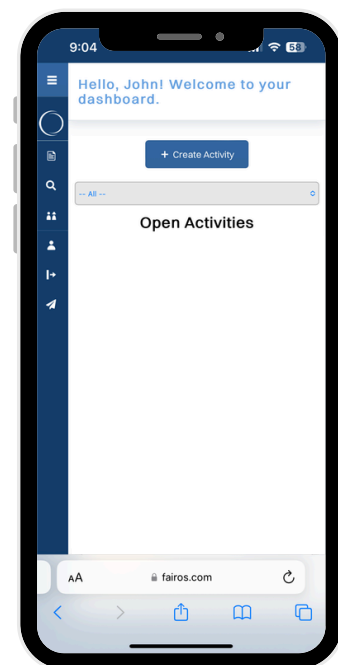 9:04
58
Hello, John! Welcome to your
dashboard.
+ Create Activity
-- All --
Open Activities
AA
fairos.com